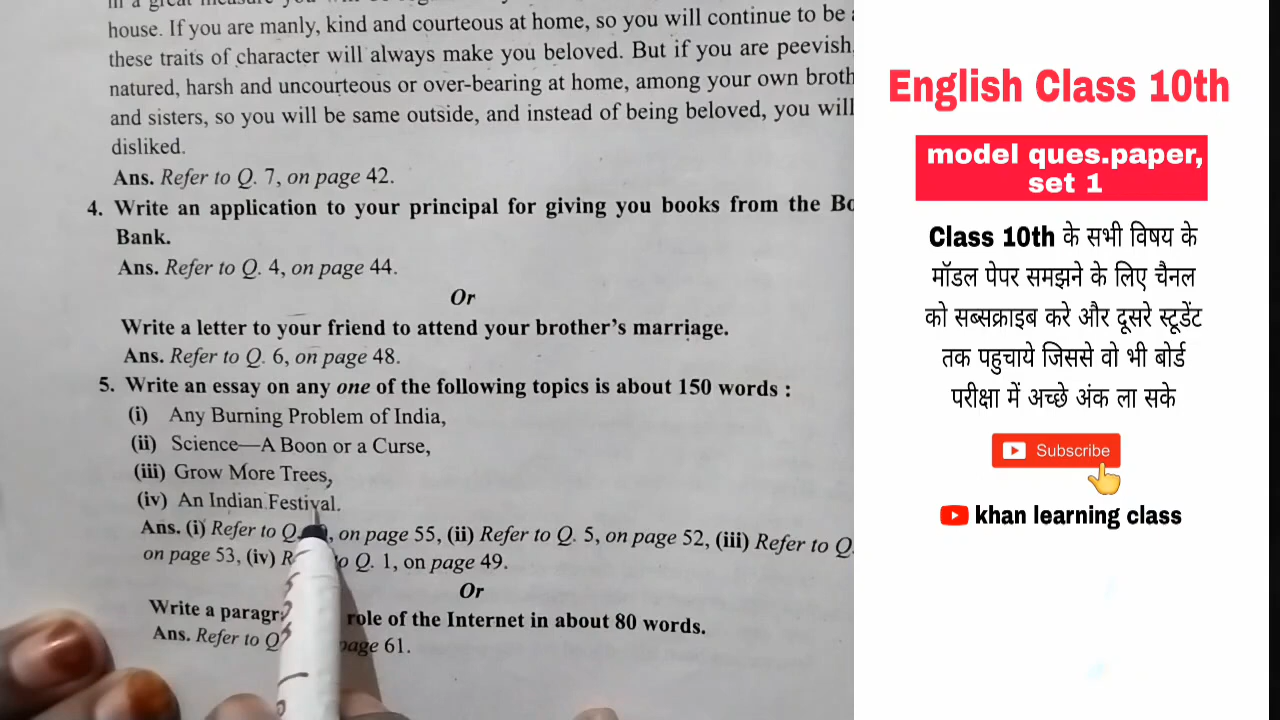 house. If you are manly, kind and courteous at home, so you will continue to be
these traits of character will always make you beloved. But if you are peevish,
natured, harsh and uncourteous or over-bearing at home, among your own broth
and sisters, so you will be same outside, and instead of being beloved, you will
disliked.
Ans. Refer to Q. 7, on page 42.
4. Write an application to your principal for giving you books from the Bo
Bank.
Ans. Refer to Q. 4, on page 44.
Or
Write a letter to your friend to attend your brother's marriage.
Ans. Refer to Q. 6, on page 48.
5. Write an essay on any one of the following topics is about 150 words :
(i) Any Burning Problem of India,
(ii) Science—A Boon or a Curse,
(iii) Grow More Trees,
(iv) An Indian Festival.
Ans. (i) Refer to Q. on page 55, (ii) Refer to Q. 5, on page 52, (iii) Refer to Q.
on page 53, (iv) to Q. 1, on page 49.
Or
Write a role of the Internet in about 80 words.
Ans. Refer to Q page 61.
English Class 10th
model ques.paper,
set 1
Class 10th के सभी विषय के
मॉडल पेपर समझने के लिए चैनल
को सब्सक्राइब करे और दूसरे स्टूडेंट
तक पहुचाये जिससे वो भी बोर्ड
परीक्षा में अच्छे अंक ला सके
Subscribe
khan learning class